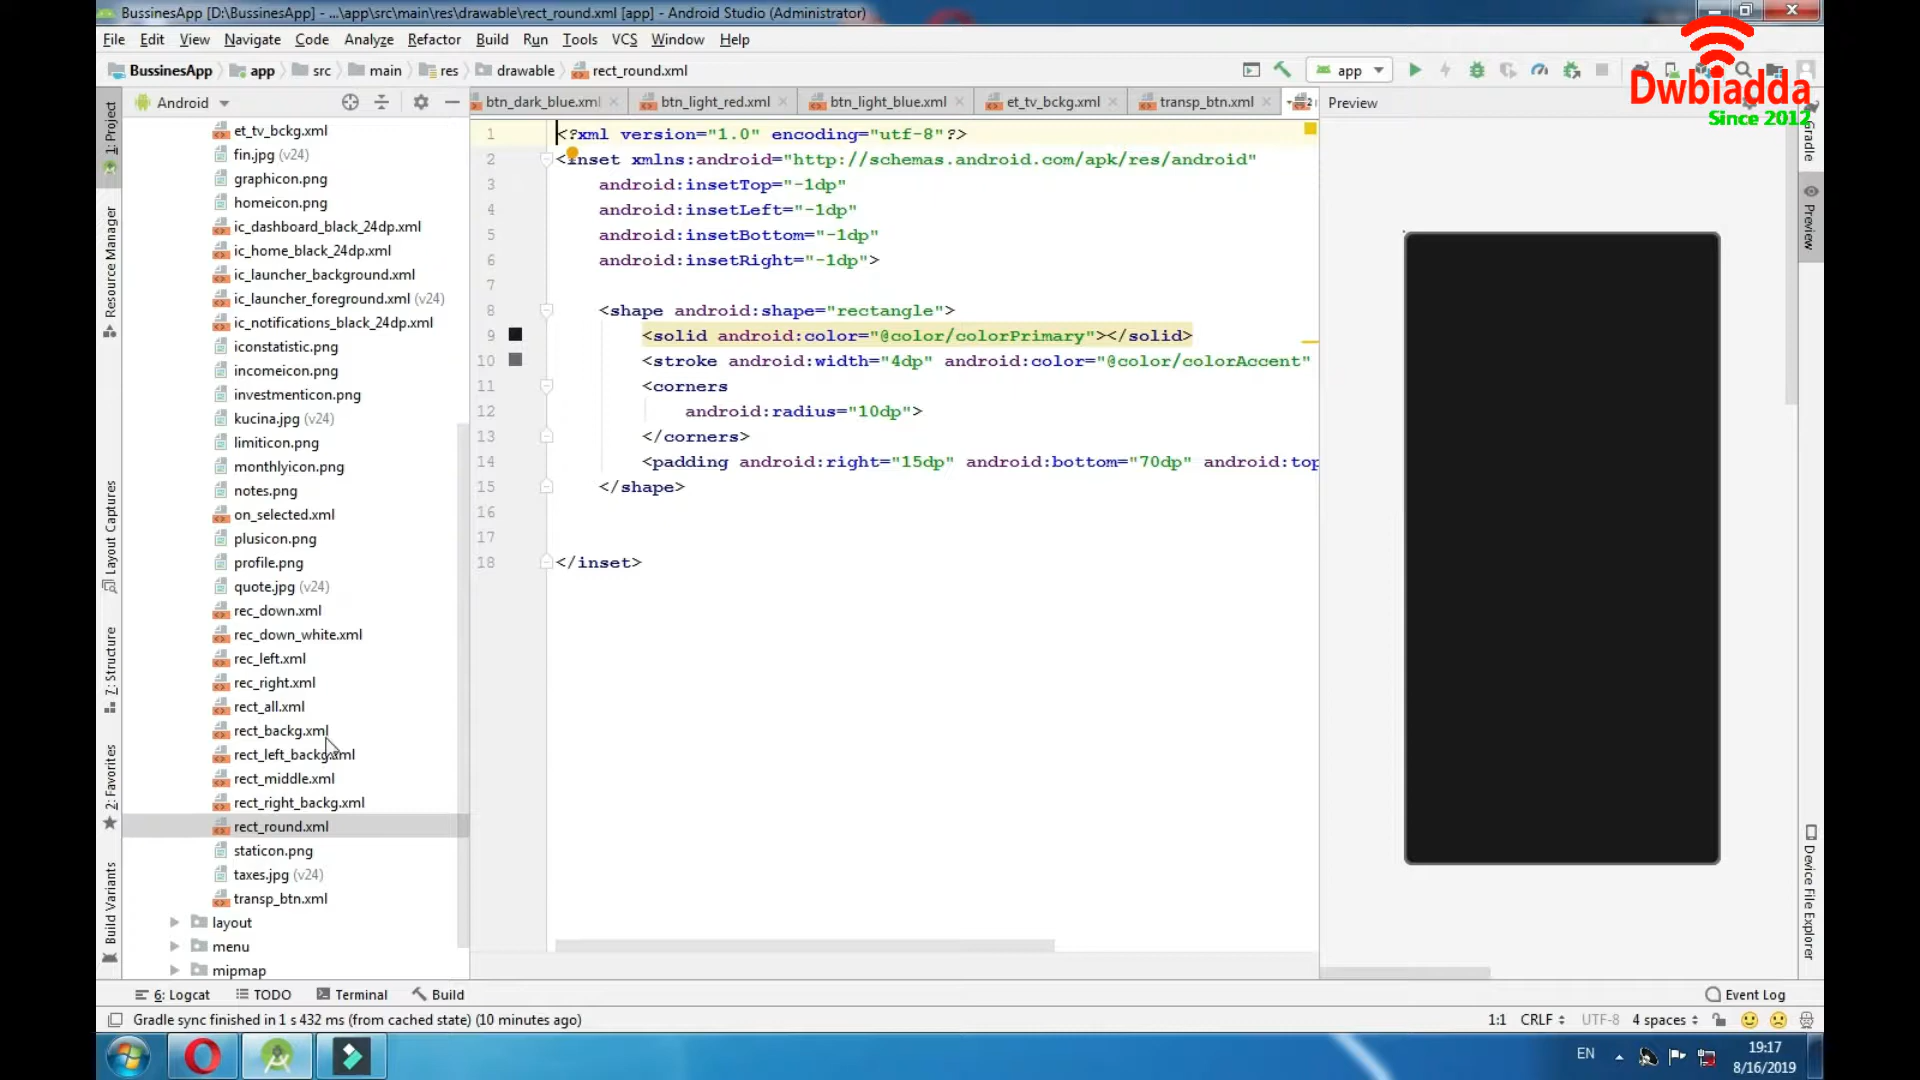 BussinesApp [D:\BussinesApp] - ...\app\src\main\res\drawable\rect_round.xml [app] - Android Studio (Administrator)
File Edit View Navigate Code Analyze Refactor Build Run Tools VCS Window Help
BussinesApp app src main res drawable rect_round.xml app
Dwbiadda
Since 2012
Android
btn_dark_blue.xml btn_light_red.xml btn_light_blue.xml et_tv_bckg.xml transp_btn.xml Preview
1: Project
Resource Manager
Layout Captures
7: Structure
2: Favorites
Build Variants
et_tv_bckg.xml
fin.jpg (v24)
graphicon.png
homeicon.png
ic_dashboard_black_24dp.xml
ic_home_black_24dp.xml
ic_launcher_background.xml
ic_launcher_foreground.xml (v24)
ic_notifications_black_24dp.xml
iconstatistic.png
incomeicon.png
investmenticon.png
kucina.jpg (v24)
limiticon.png
monthlyicon.png
notes.png
on_selected.xml
plusicon.png
profile.png
quote.jpg (v24)
rec_down.xml
rec_down_white.xml
rec_left.xml
rec_right.xml
rect_all.xml
rect_backg.xml
rect_left_backg.xml
rect_middle.xml
rect_right_backg.xml
rect_round.xml
staticon.png
taxes.jpg (v24)
transp_btn.xml
layout
menu
mipmap
1 <?xml version="1.0" encoding="utf-8"?>
2 <inset xmlns:android="http://schemas.android.com/apk/res/android"
3 android:insetTop="-1dp"
4 android:insetLeft="-1dp"
5 android:insetBottom="-1dp"
6 android:insetRight="-1dp">
7
8 <shape android:shape="rectangle">
9 <solid android:color="@color/colorPrimary"></solid>
10 <stroke android:width="4dp" android:color="@color/colorAccent"
11 <corners
12 android:radius="10dp">
13 </corners>
14 <padding android:right="15dp" android:bottom="70dp" android:top
15 </shape>
16
17
18 </inset>
Gradle
Preview
Device File Explorer
6: Logcat TODO Terminal Build Event Log
Gradle sync finished in 1 s 432 ms (from cached state) (10 minutes ago) 1:1 CRLF UTF-8 4 spaces
EN 19:17
8/16/2019